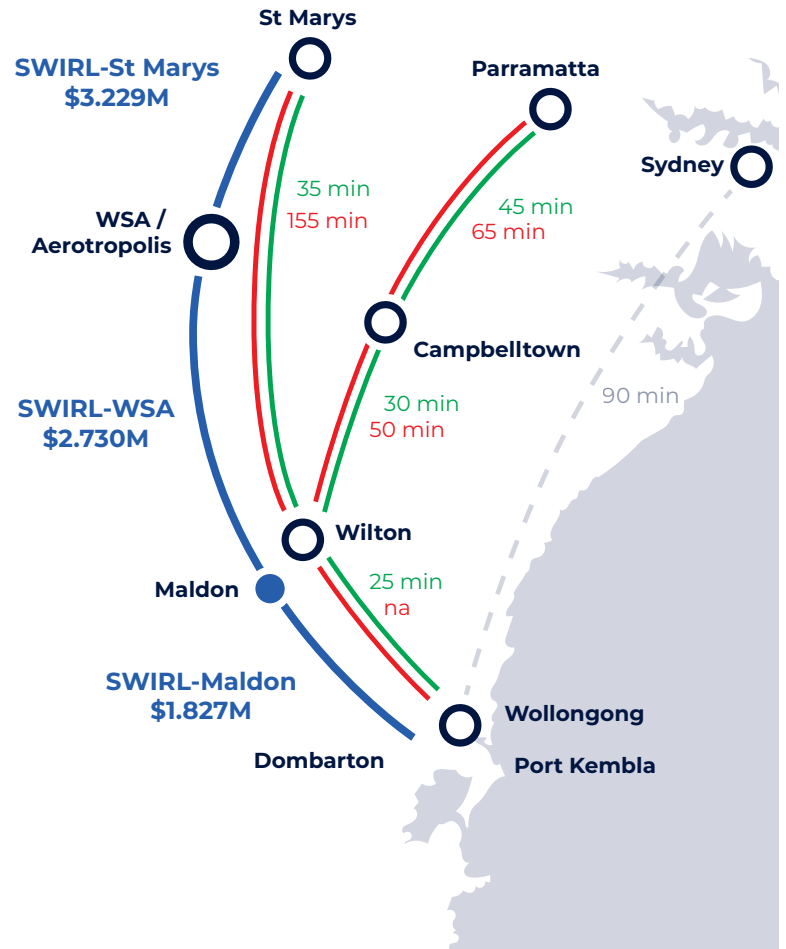 St Marys
SWIRL-St Marys
$3.229M
Parramatta
Sydney
35 min
155 min
45 min
65 min
WSA /
Aerotropolis
Campbelltown
90 min
SWIRL-WSA
$2.730M
30 min
50 min
Wilton
Maldon
25 min
na
SWIRL-Maldon
$1.827M
Wollongong
Dombarton
Port Kembla